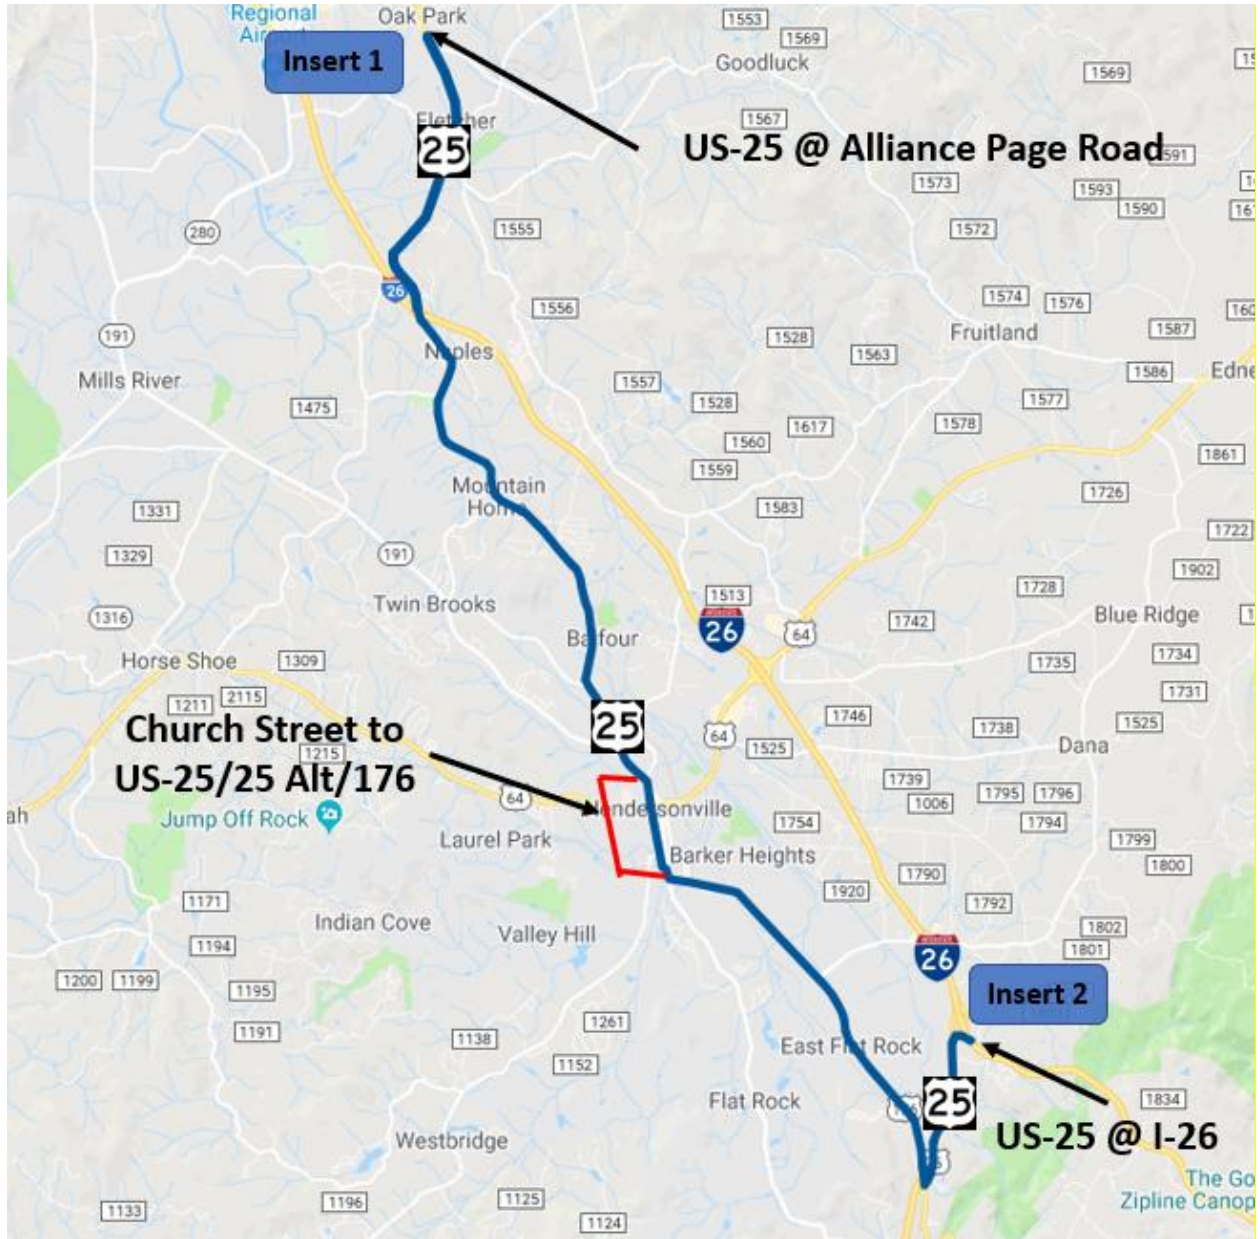 Regional
Oak Park
1553
1569
Insert 1
Goodluck
1569
Fletcher
1567
25
US-25 @ Alliance Page Road
1591
1573
1593
1590
280
1555
1572
26
1574
1576
1556
Fruitland
1587
191
1528
Naples
1563
1586
Mills River
1557
1577
1475
1528
1578
1617
1560
1861
1559
Mountain
Home
1726
1583
1331
1722
1329
191
1902
1728
1513
Twin Brooks
1316
Blue Ridge
1742
26
64
Balfour
1734
Horse Shoe
1309
1735
1731
2115
1211
1746
25
1525
Church Street to
1738
64
Dana
1215
1525
US-25/25 Alt/176
1739
1795
1796
64
1006
Hendersonville
Jump Off Rock
1754
1794
Laurel Park
1799
Barker Heights
1800
1790
1920
1171
1792
Indian Cove
1802
Valley Hill
1194
1801
26
1200
1199
1195
Insert 2
1191
1261
1138
East Flat Rock
1152
Flat Rock
25
1834
Westbridge
US-25 @ I-26
The Go
1196
1125
Zipline Canop
1133
1124